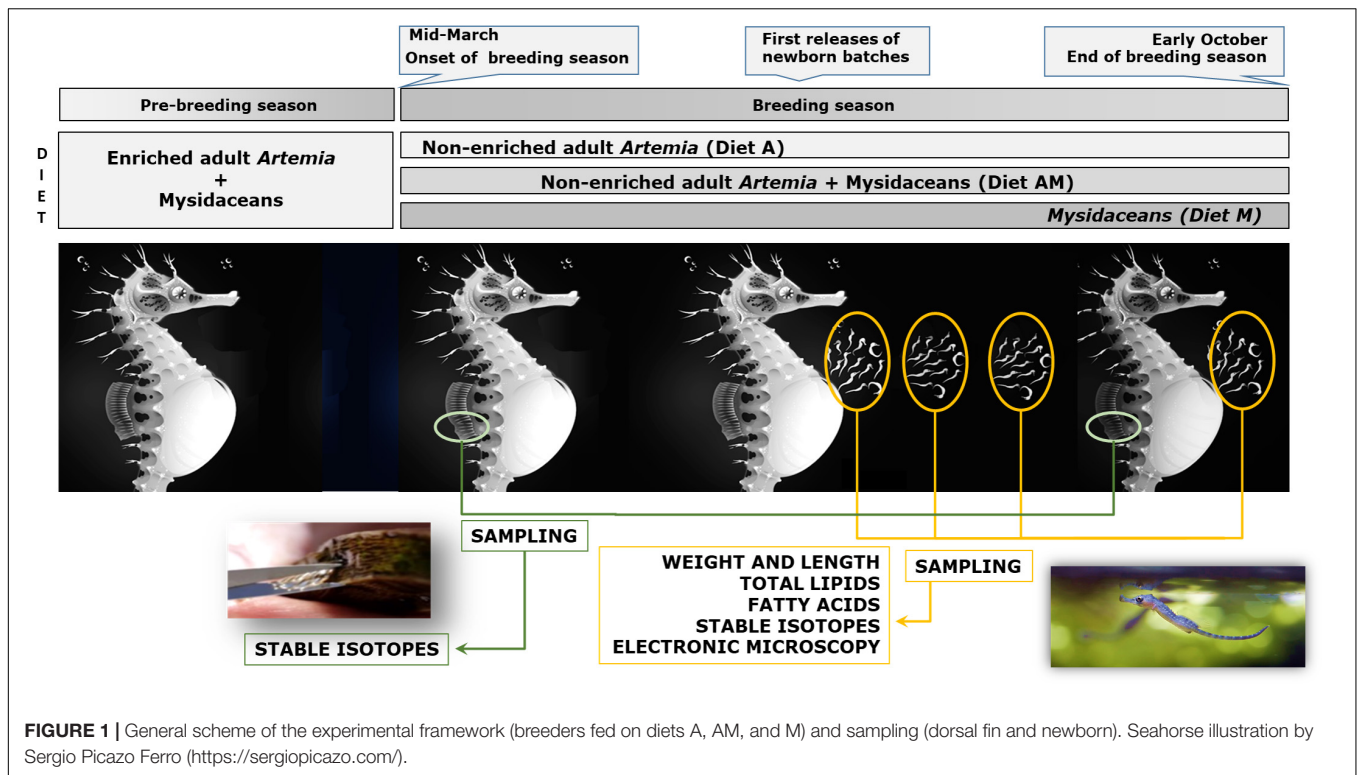 Mid-March
Onset of breeding season
First releases of
newborn batches
Early October
End of breeding season
Pre-breeding season
Breeding season
DIET
Enriched adult Artemia
+
Mysidaceans
Non-enriched adult Artemia (Diet A)
Non-enriched adult Artemia + Mysidaceans (Diet AM)
Mysidaceans (Diet M)
SAMPLING
STABLE ISOTOPES
WEIGHT AND LENGTH
TOTAL LIPIDS
FATTY ACIDS
STABLE ISOTOPES
ELECTRONIC MICROSCOPY
SAMPLING
FIGURE 1 | General scheme of the experimental framework (breeders fed on diets A, AM, and M) and sampling (dorsal fin and newborn). Seahorse illustration by
Sergio Picazo Ferro (https://sergiopicazo.com/).